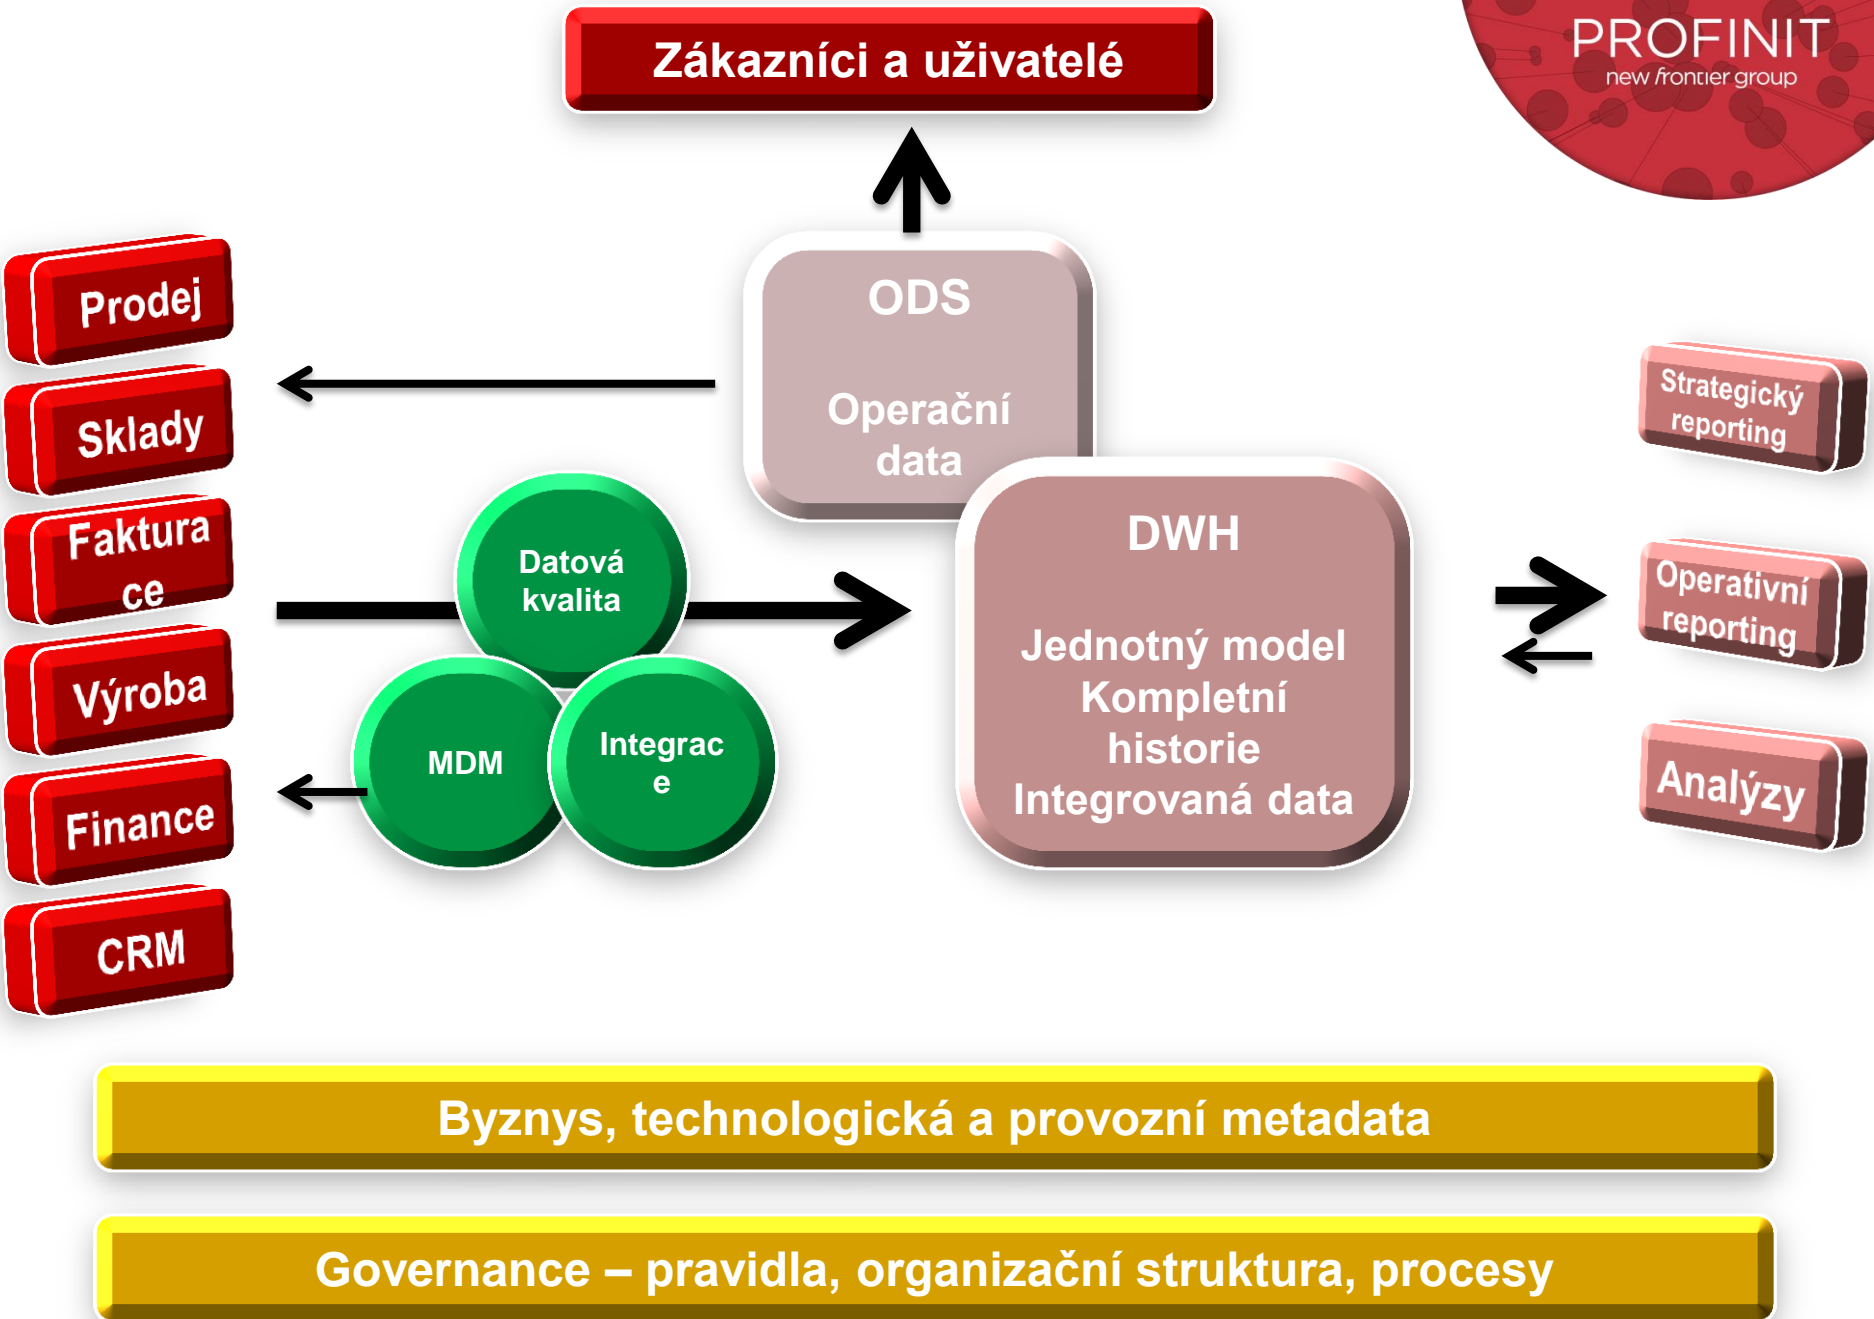 PROFINIT
new frontier group
Zákazníci a uživatelé
Prodej
Sklady
Faktura
ce
Výroba
Finance
CRM
ODS
Operační
data
Datová
kvalita
MDM
Integrac
e
DWH
Jednotný model
Kompletní
historie
Integrovaná data
Strategický
reporting
Operativní
reporting
Analýzy
Byznys, technologická a provozní metadata
Governance – pravidla, organizační struktura, procesy